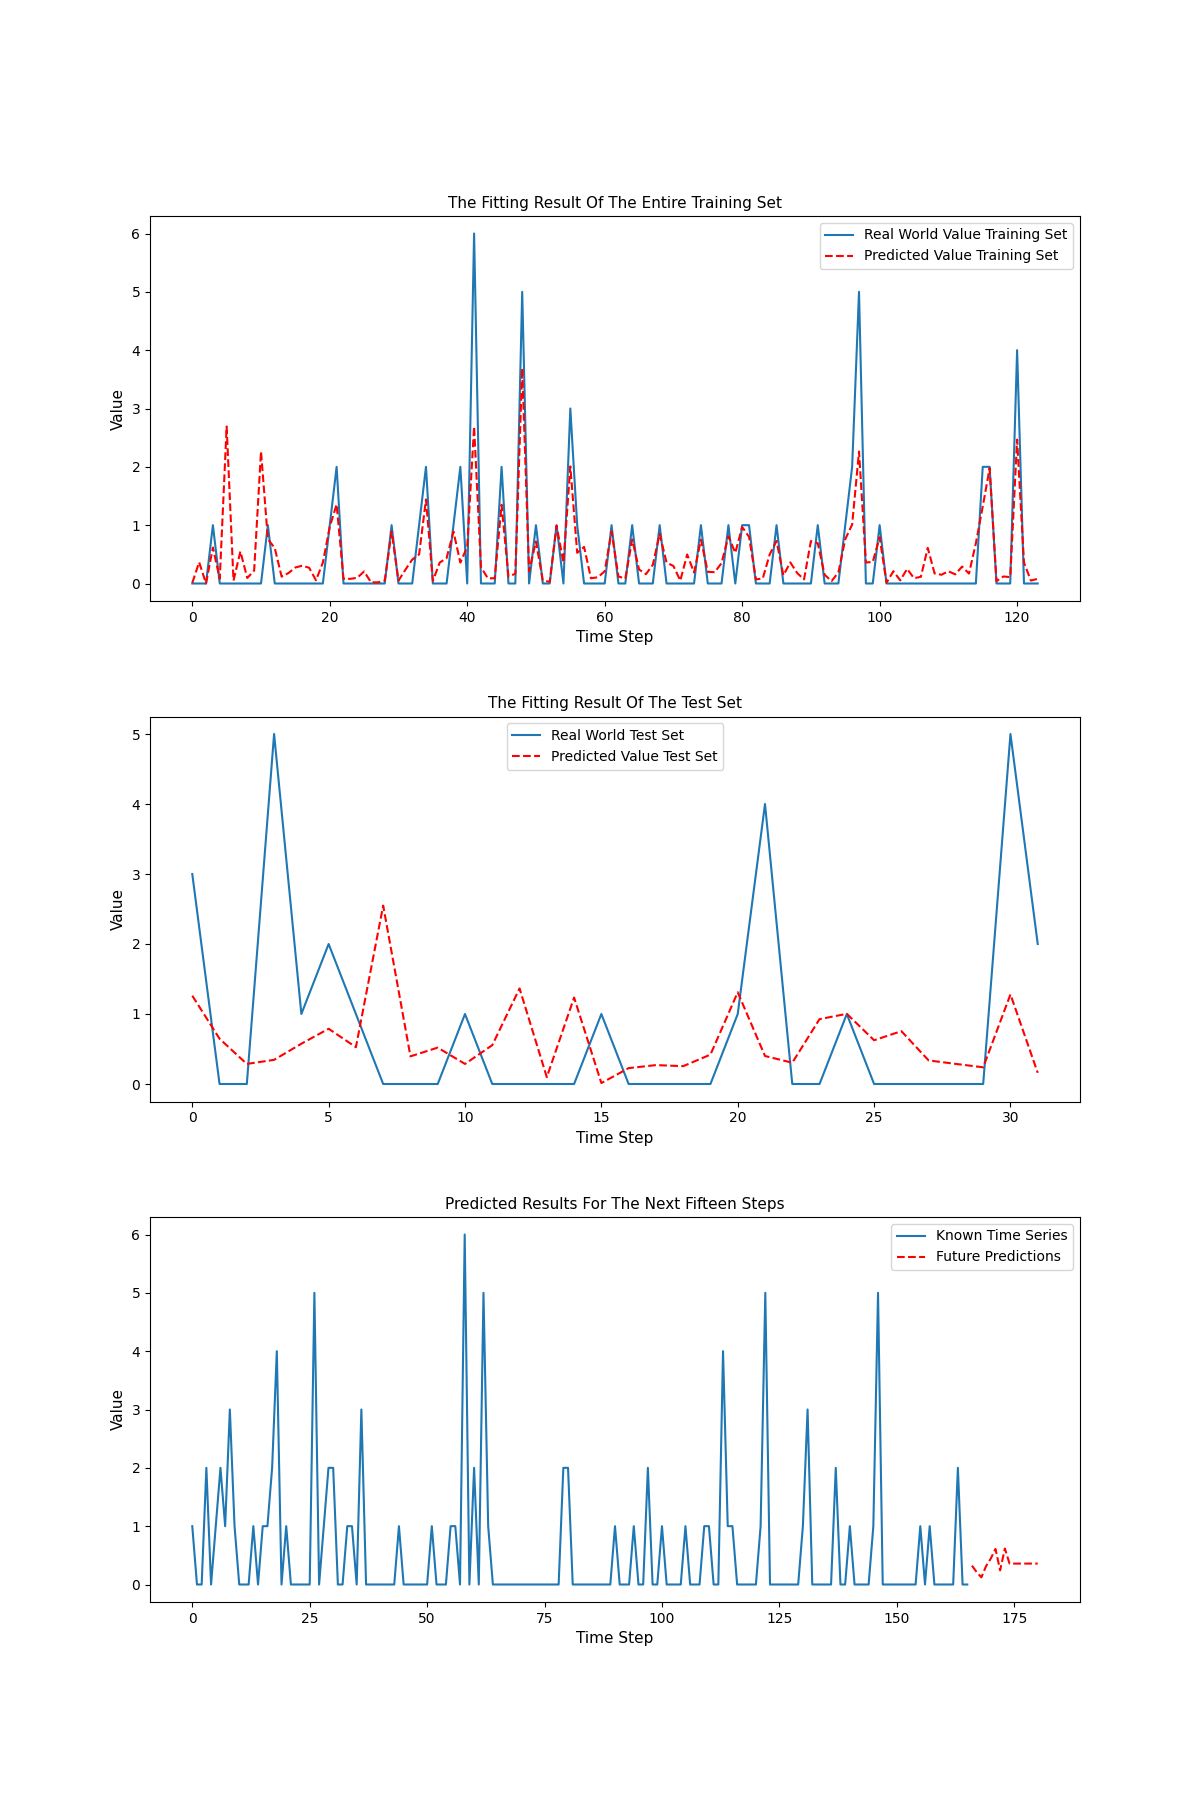 The Fitting Result Of The Entire Training Set
Real World Value Training Set
Predicted Value Training Set
6
5
4
3
2
1
0
Value
0 20 40 60 80 100 120
Time Step
The Fitting Result Of The Test Set
Real World Test Set
Predicted Value Test Set
5
4
3
2
1
0
Value
0 5 10 15 20 25 30
Time Step
Predicted Results For The Next Fifteen Steps
Known Time Series
Future Predictions
6
5
4
3
2
1
0
Value
0 25 50 75 100 125 150 175
Time Step